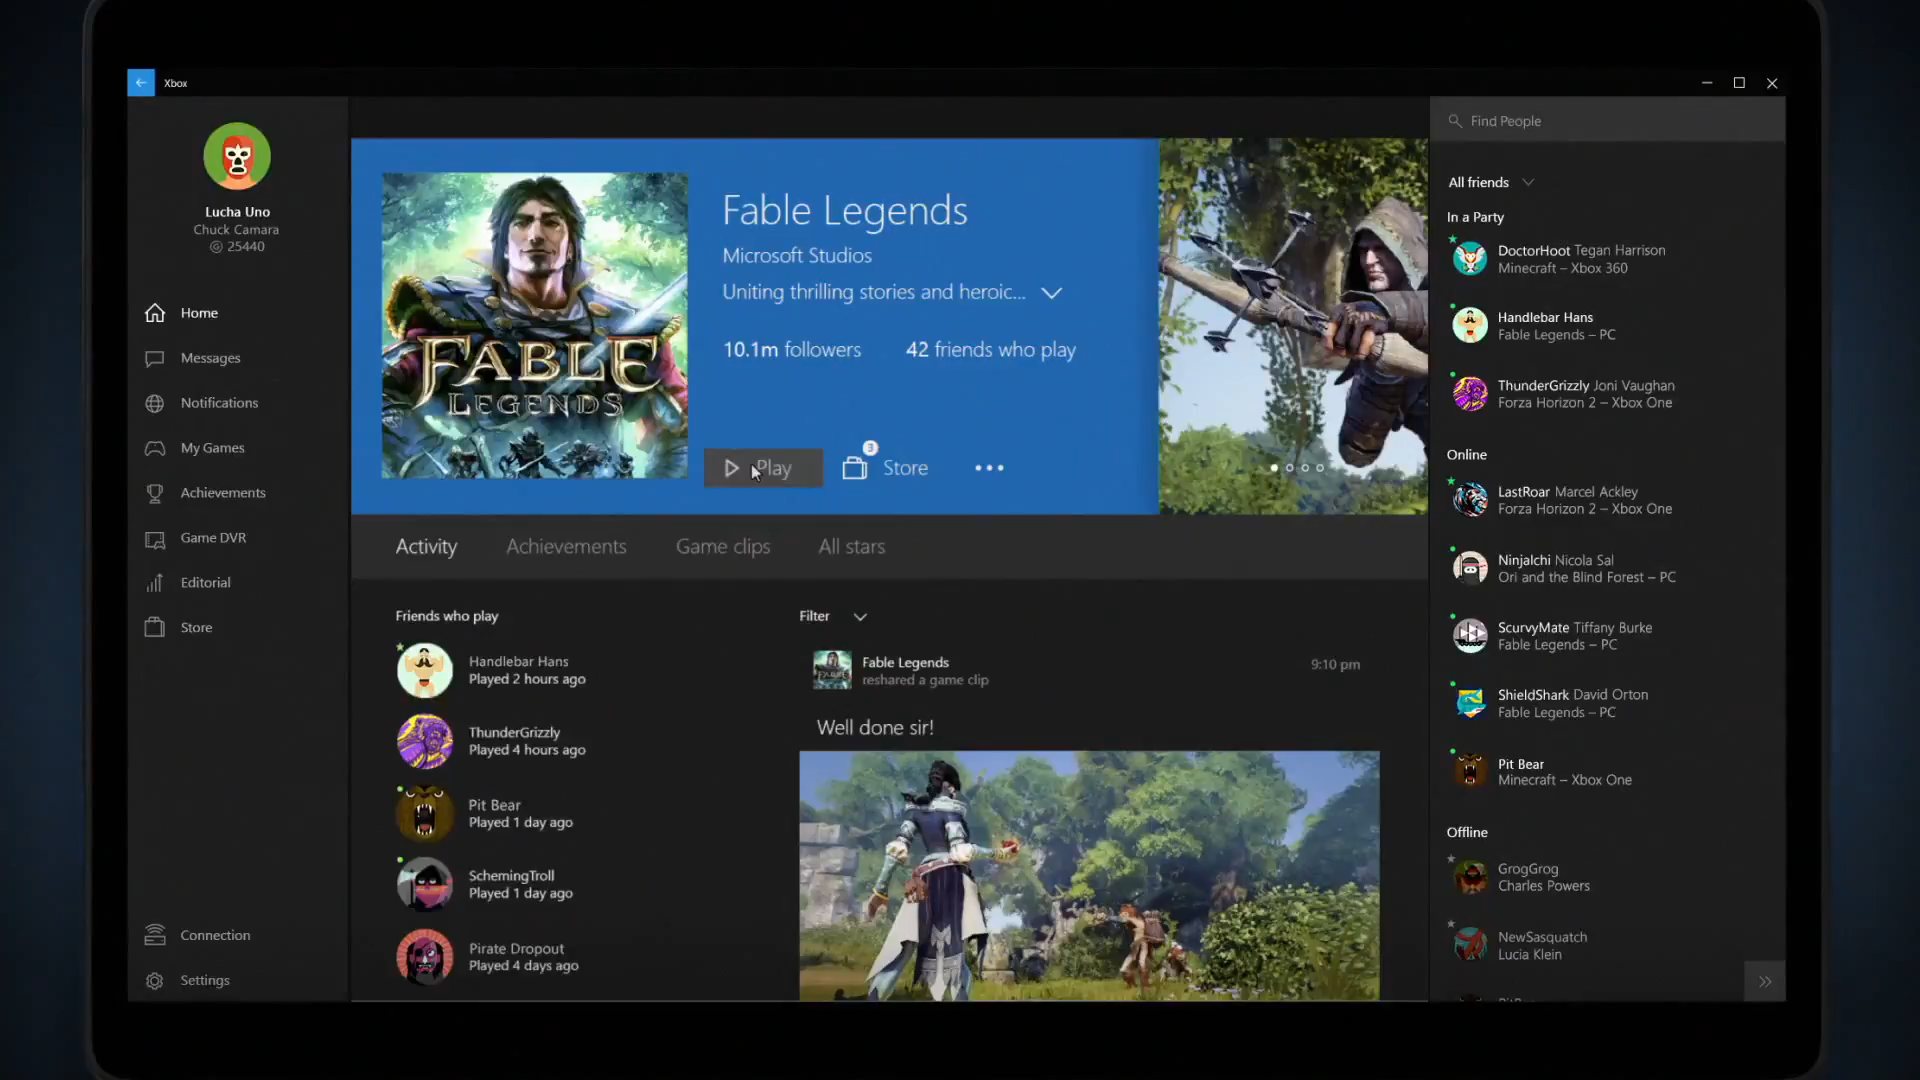 Xbox
Lucha Uno
Chuck Camara
G 25440
Home
Messages
Notifications
My Games
Achievements
Game DVR
Editorial
Store
Connection
Settings
FABLE
LEGENDS
Fable Legends
Microsoft Studios
Uniting thrilling stories and heroic...
10.1m followers 42 friends who play
Play
3
Store
Activity Achievements Game clips All stars
Friends who play
Handlebar Hans
Played 2 hours ago
ThunderGrizzly
Played 4 hours ago
Pit Bear
Played 1 day ago
SchemingTroll
Played 1 day ago
Pirate Dropout
Played 4 days ago
Filter
Fable Legends
reshared a game clip
9:10 pm
Well done sir!
Find People
All friends
In a Party
DoctorHoot Tegan Harrison
Minecraft – Xbox 360
Handlebar Hans
Fable Legends – PC
ThunderGrizzly Joni Vaughan
Forza Horizon 2 – Xbox One
Online
LastRoar Marcel Ackley
Forza Horizon 2 – Xbox One
Ninjalchi Nicola Sal
Ori and the Blind Forest – PC
ScurvyMate Tiffany Burke
Fable Legends – PC
ShieldShark David Orton
Fable Legends – PC
Pit Bear
Minecraft – Xbox One
Offline
GrogGrog
Charles Powers
NewSasquatch
Lucia Klein